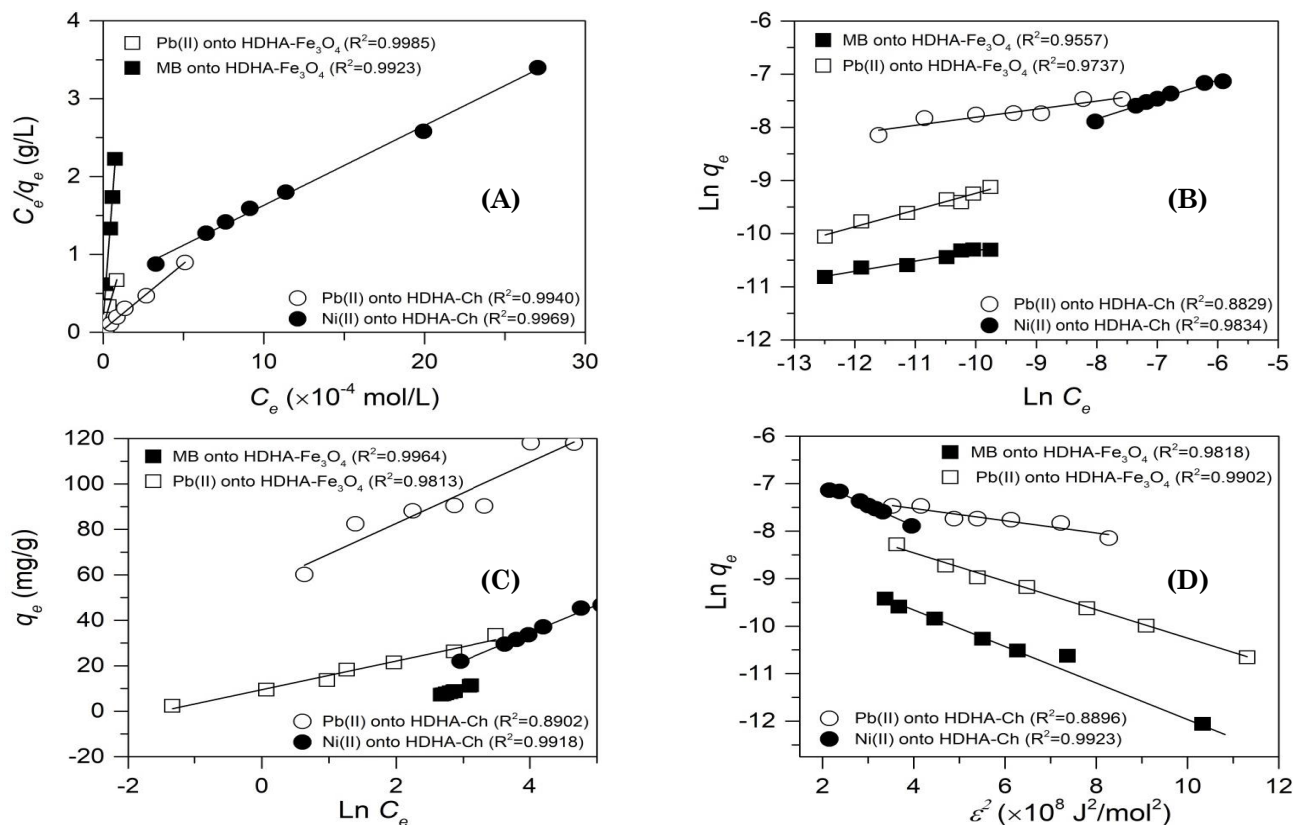 (A)
C_e/q_e (g/L)
4
3
2
1
0
□ Pb(II) onto HDHA-Fe₃O₄ (R²=0.9985)
■ MB onto HDHA-Fe₃O₄ (R²=0.9923)
○ Pb(II) onto HDHA-Ch (R²=0.9940)
● Ni(II) onto HDHA-Ch (R²=0.9969)
0 10 20 30
C_e (×10⁻⁴ mol/L)
(B)
Ln q_e
-6
-7
-8
-9
-10
-11
-12
■ MB onto HDHA-Fe₃O₄ (R²=0.9557)
□ Pb(II) onto HDHA-Fe₃O₄ (R²=0.9737)
○ Pb(II) onto HDHA-Ch (R²=0.8829)
● Ni(II) onto HDHA-Ch (R²=0.9834)
-13 -12 -11 -10 -9 -8 -7 -6 -5
Ln C_e
(C)
q_e (mg/g)
120
100
80
60
40
20
0
-20
■ MB onto HDHA-Fe₃O₄ (R²=0.9964)
□ Pb(II) onto HDHA-Fe₃O₄ (R²=0.9813)
○ Pb(II) onto HDHA-Ch (R²=0.8902)
● Ni(II) onto HDHA-Ch (R²=0.9918)
-2 0 2 4
Ln C_e
(D)
Ln q_e
-6
-7
-8
-9
-10
-11
-12
■ MB onto HDHA-Fe₃O₄ (R²=0.9818)
□ Pb(II) onto HDHA-Fe₃O₄ (R²=0.9902)
○ Pb(II) onto HDHA-Ch (R²=0.8896)
● Ni(II) onto HDHA-Ch (R²=0.9923)
2 4 6 8 10 12
ε² (×10⁸ J²/mol²)